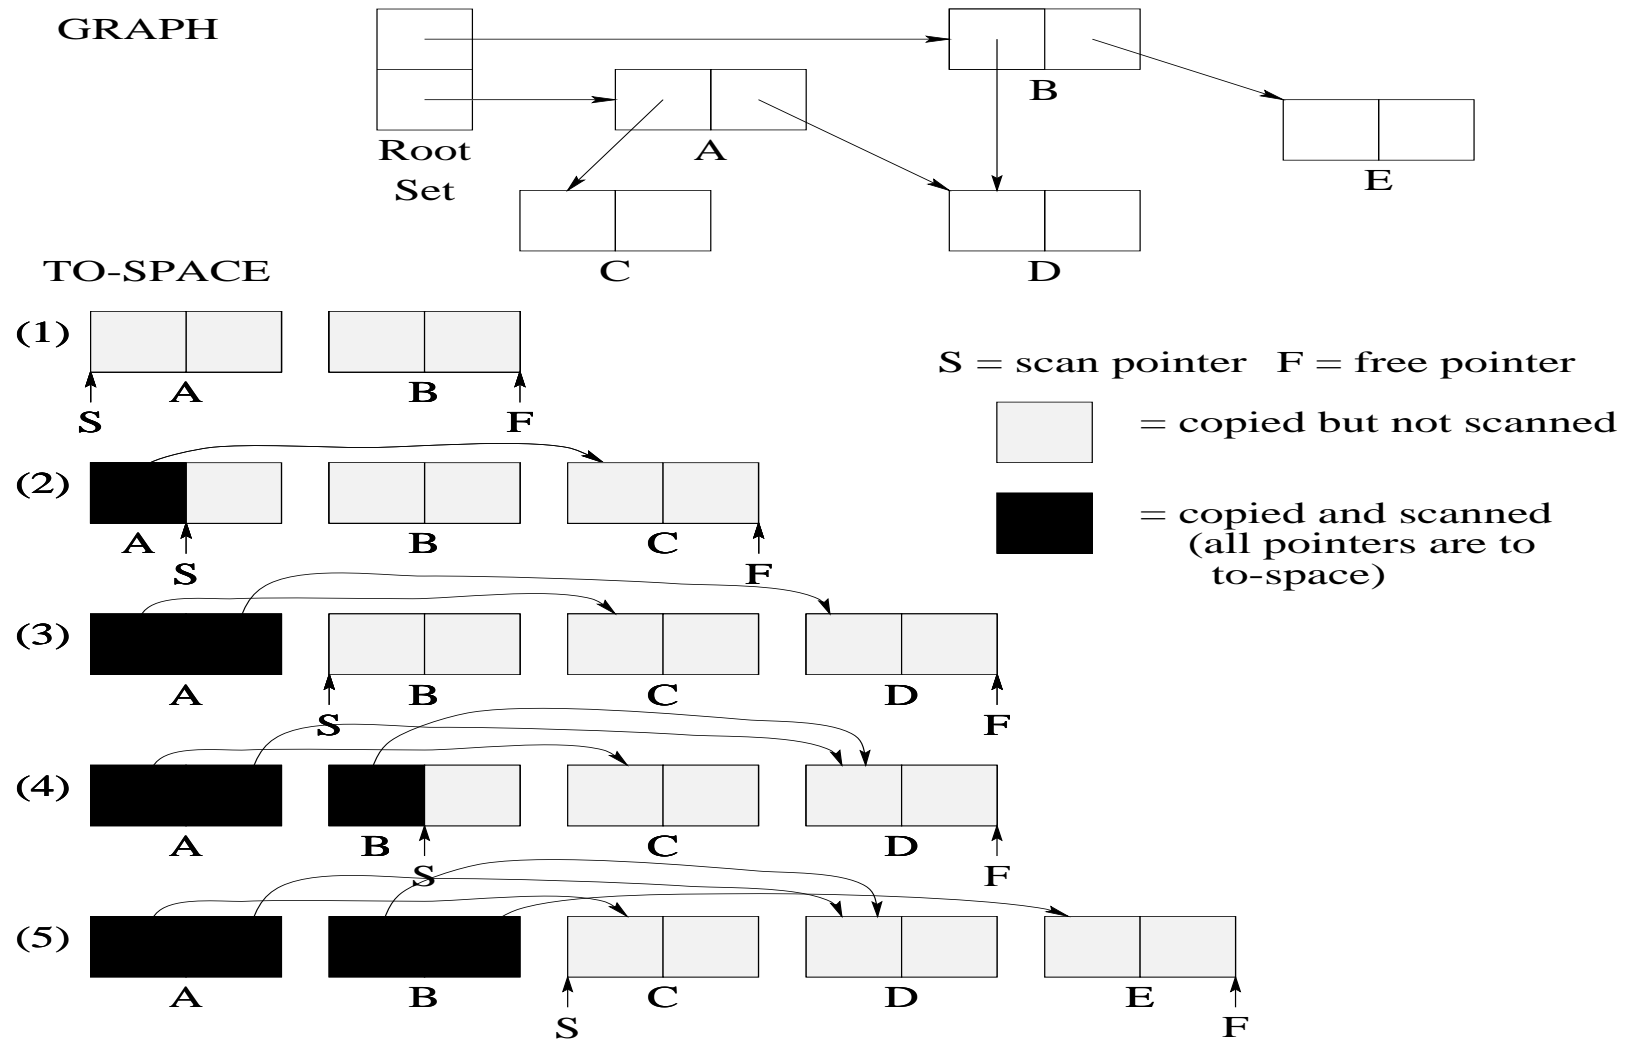 GRAPH
B
Root
Set
A
E
C
D
TO-SPACE
(1)
A
B
S
F
S = scan pointer F = free pointer
= copied but not scanned
= copied and scanned
(all pointers are to
to-space)
(2)
A
B
C
S
F
(3)
A
B
C
D
S
F
(4)
A
B
C
D
S
F
(5)
A
B
C
D
E
S
F